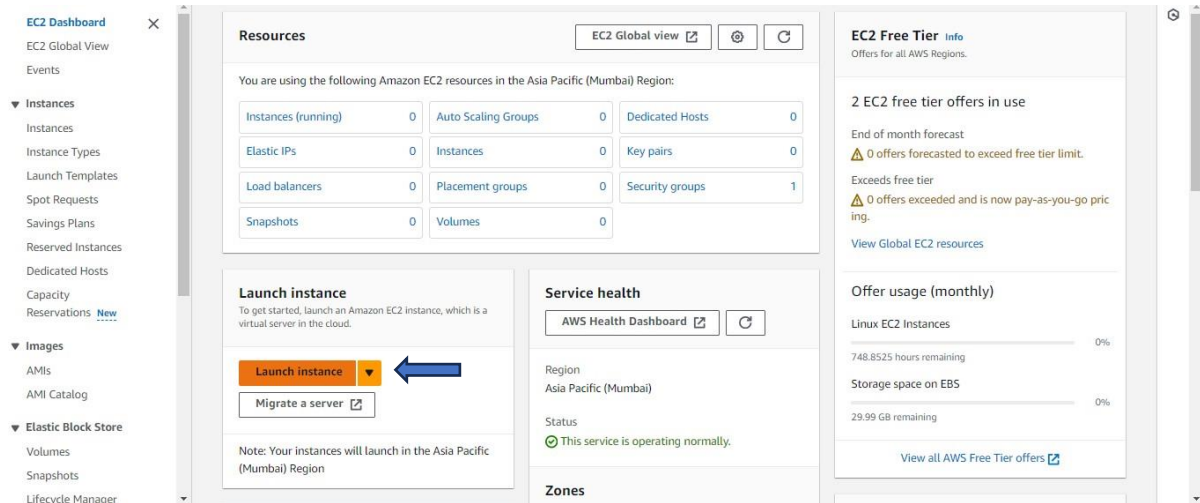 EC2 Dashboard
EC2 Global View
Events
Instances
Instances
Instance Types
Launch Templates
Spot Requests
Savings Plans
Reserved Instances
Dedicated Hosts
Capacity
Reservations New
Images
AMIs
AMI Catalog
Elastic Block Store
Volumes
Snapshots
Lifecycle Manager
Resources
EC2 Global view
You are using the following Amazon EC2 resources in the Asia Pacific (Mumbai) Region:
Instances (running) 0 Auto Scaling Groups 0 Dedicated Hosts 0
Elastic IPs 0 Instances 0 Key pairs 0
Load balancers 0 Placement groups 0 Security groups 1
Snapshots 0 Volumes 0
Launch instance
To get started, launch an Amazon EC2 instance, which is a
virtual server in the cloud.
Launch instance
Migrate a server
Note: Your instances will launch in the Asia Pacific
(Mumbai) Region
Service health
AWS Health Dashboard
Region
Asia Pacific (Mumbai)
Status
This service is operating normally.
Zones
EC2 Free Tier Info
Offers for all AWS Regions.
2 EC2 free tier offers in use
End of month forecast
0 offers forecasted to exceed free tier limit.
Exceeds free tier
0 offers exceeded and is now pay-as-you-go pric
ing.
View Global EC2 resources
Offer usage (monthly)
Linux EC2 Instances
0%
748.8525 hours remaining
Storage space on EBS
0%
29.99 GB remaining
View all AWS Free Tier offers